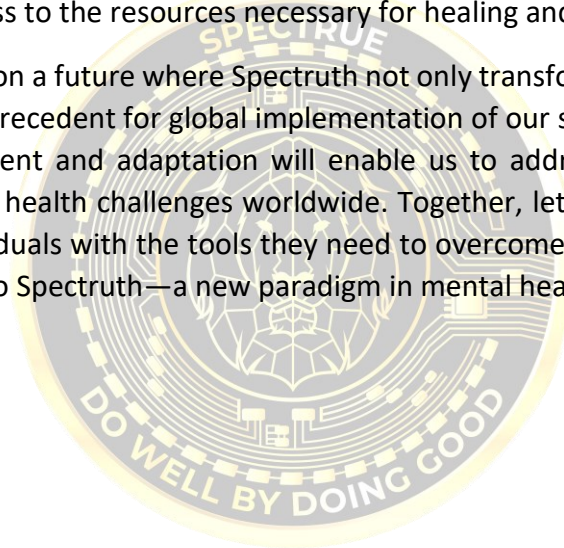 ss to the resources necessary for healing and
on a future where Spectruth not only transfo
recedent for global implementation of our s
ent and adaptation will enable us to addr
health challenges worldwide. Together, let
duals with the tools they need to overcome
o Spectruth—a new paradigm in mental hea
SPECTRUE
DO WELL BY DOING GOOD